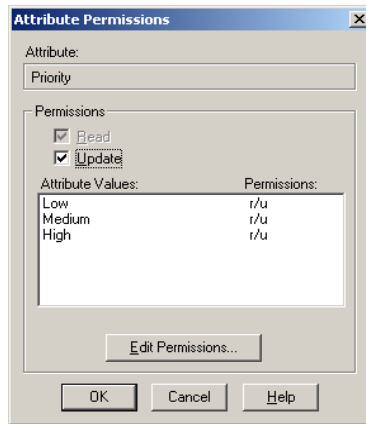 Attribute Permissions
Attribute:
Priority
Permissions
Read
Update
Attribute Values: Permissions:
Low r/u
Medium r/u
High r/u
Edit Permissions...
OK Cancel Help